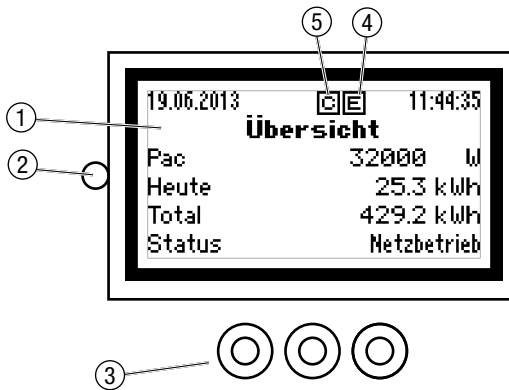 5 4
19.06.2013 C E 11:44:35
1
Übersicht
2
Pac 32000 W
Heute 25.3 kWh
Total 429.2 kWh
Status Netzbetrieb
3